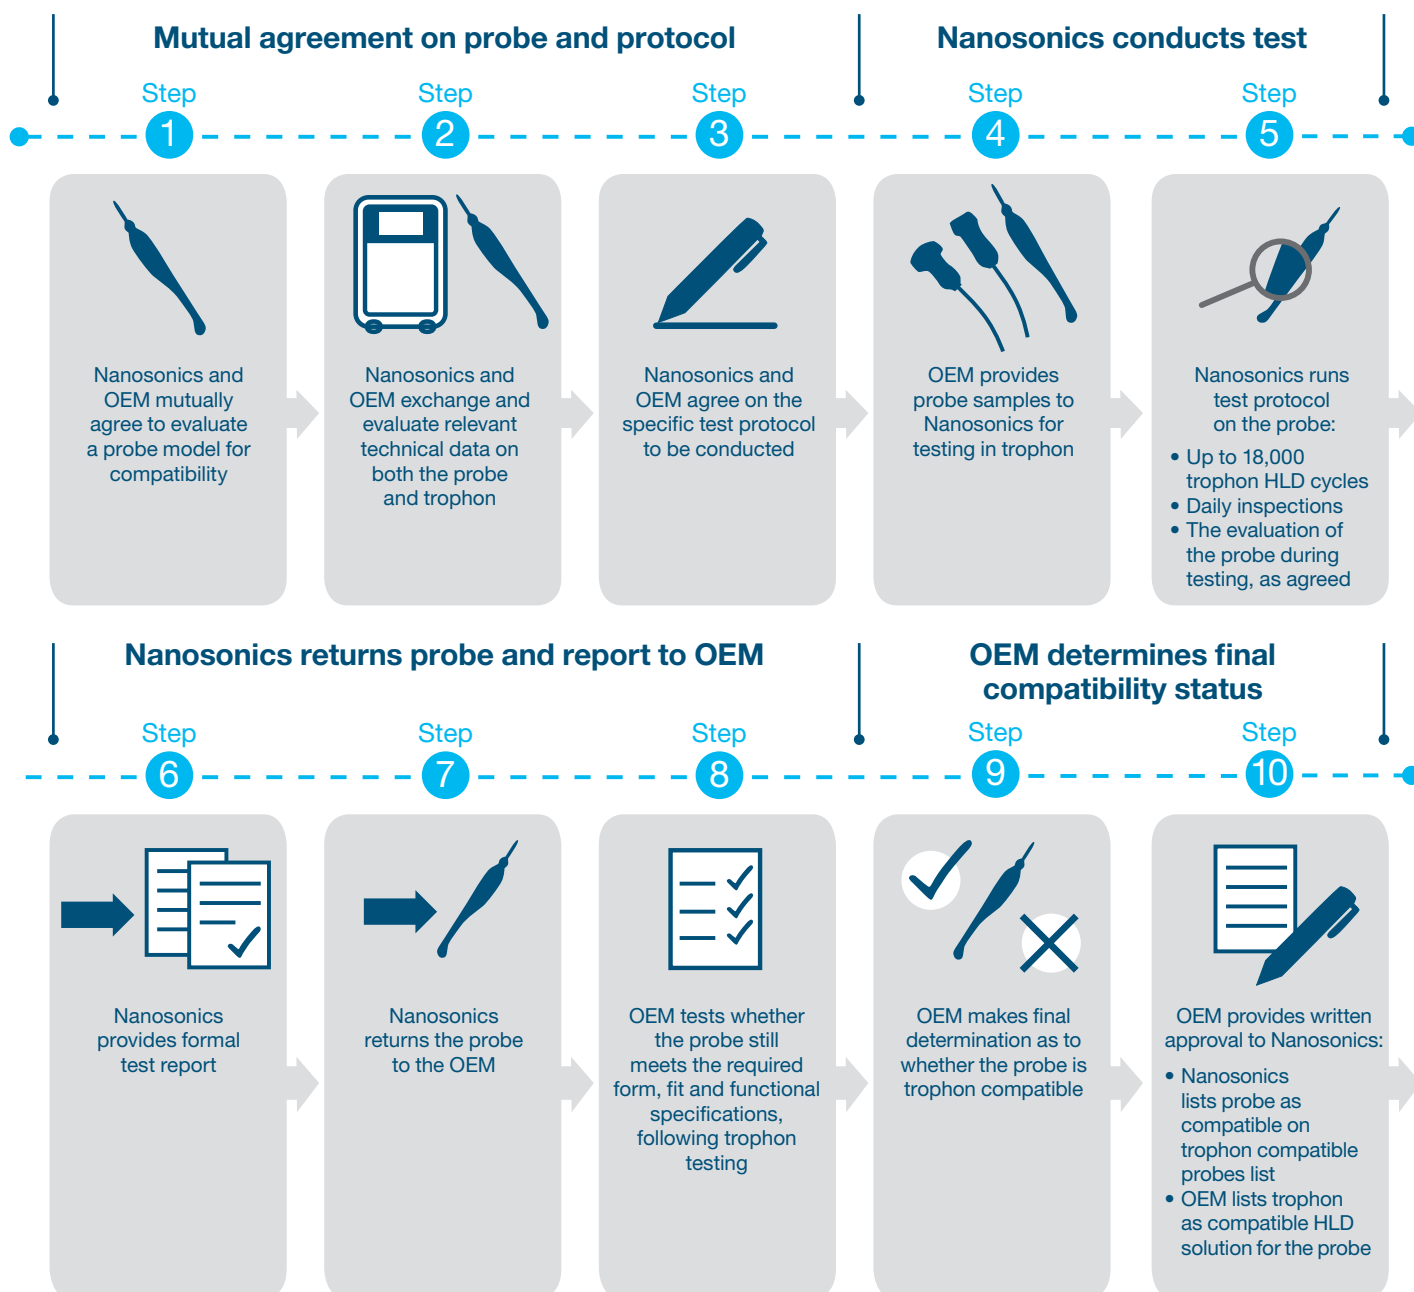 Mutual agreement on probe and protocol
Nanosonics conducts test
Step
1
Step
2
Step
3
Step
4
Step
5
Nanosonics and
OEM mutually
agree to evaluate
a probe model for
compatibility
Nanosonics and
OEM exchange and
evaluate relevant
technical data on
both the probe
and trophon
Nanosonics and
OEM agree on the
specific test protocol
to be conducted
OEM provides
probe samples to
Nanosonics for
testing in trophon
Nanosonics runs
test protocol
on the probe:
• Up to 18,000
trophon HLD cycles
• Daily inspections
• The evaluation of
the probe during
testing, as agreed
Nanosonics returns probe and report to OEM
OEM determines final
compatibility status
Step
6
Step
7
Step
8
Step
9
Step
10
Nanosonics
provides formal
test report
Nanosonics
returns the probe
to the OEM
OEM tests whether
the probe still
meets the required
form, fit and functional
specifications,
following trophon
testing
OEM makes final
determination as to
whether the probe is
trophon compatible
OEM provides written
approval to Nanosonics:
• Nanosonics
lists probe as
compatible on
trophon compatible
probes list
• OEM lists trophon
as compatible HLD
solution for the probe